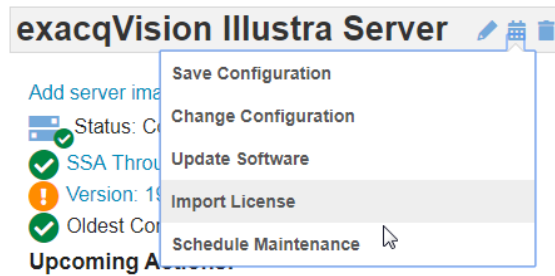 exacqVision Illustra Server
Save Configuration
Add server ima
Change Configuration
Status: C
Update Software
SSA Throu
Import License
Version: 19
Oldest Con
Schedule Maintenance
Upcoming Actions: